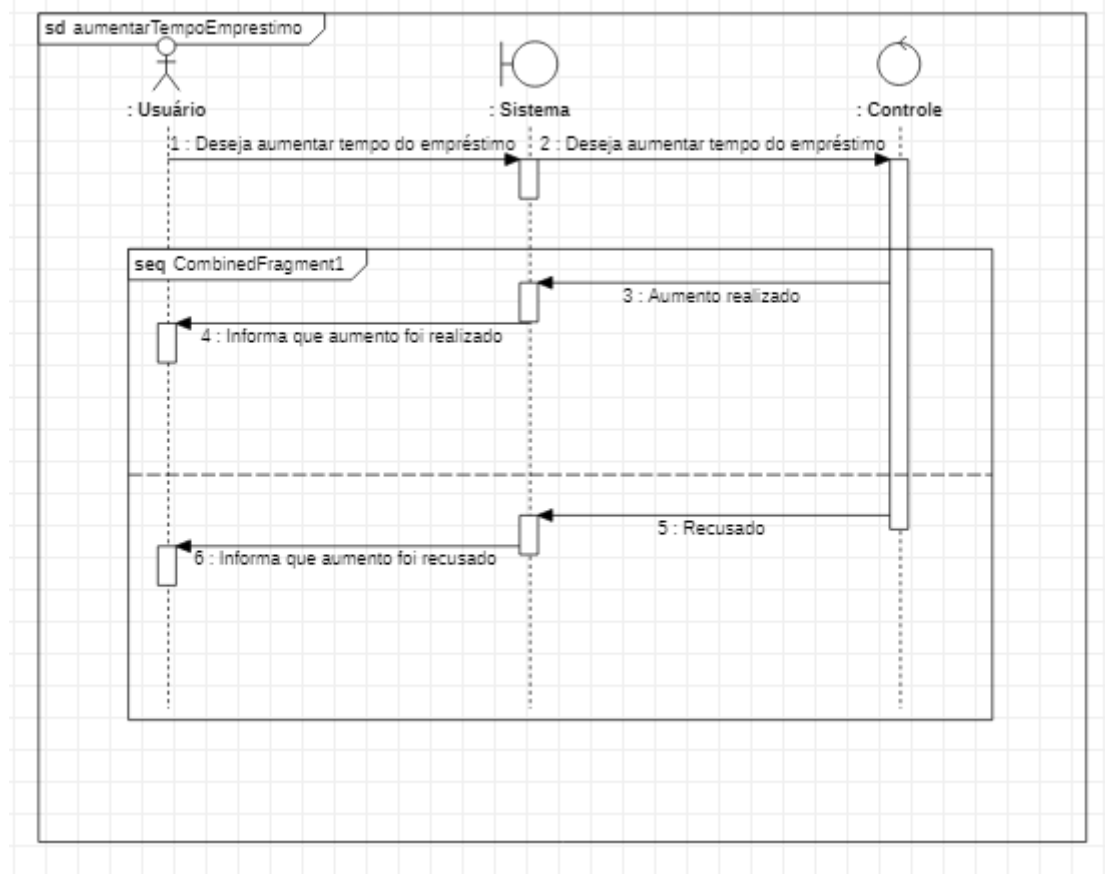 sd aumentarTempoEmprestimo
: Usuário
: Sistema
: Controle
1 : Deseja aumentar tempo do empréstimo
2 : Deseja aumentar tempo do empréstimo
seq CombinedFragment1
3 : Aumento realizado
4 : Informa que aumento foi realizado
5 : Recusado
6 : Informa que aumento foi recusado